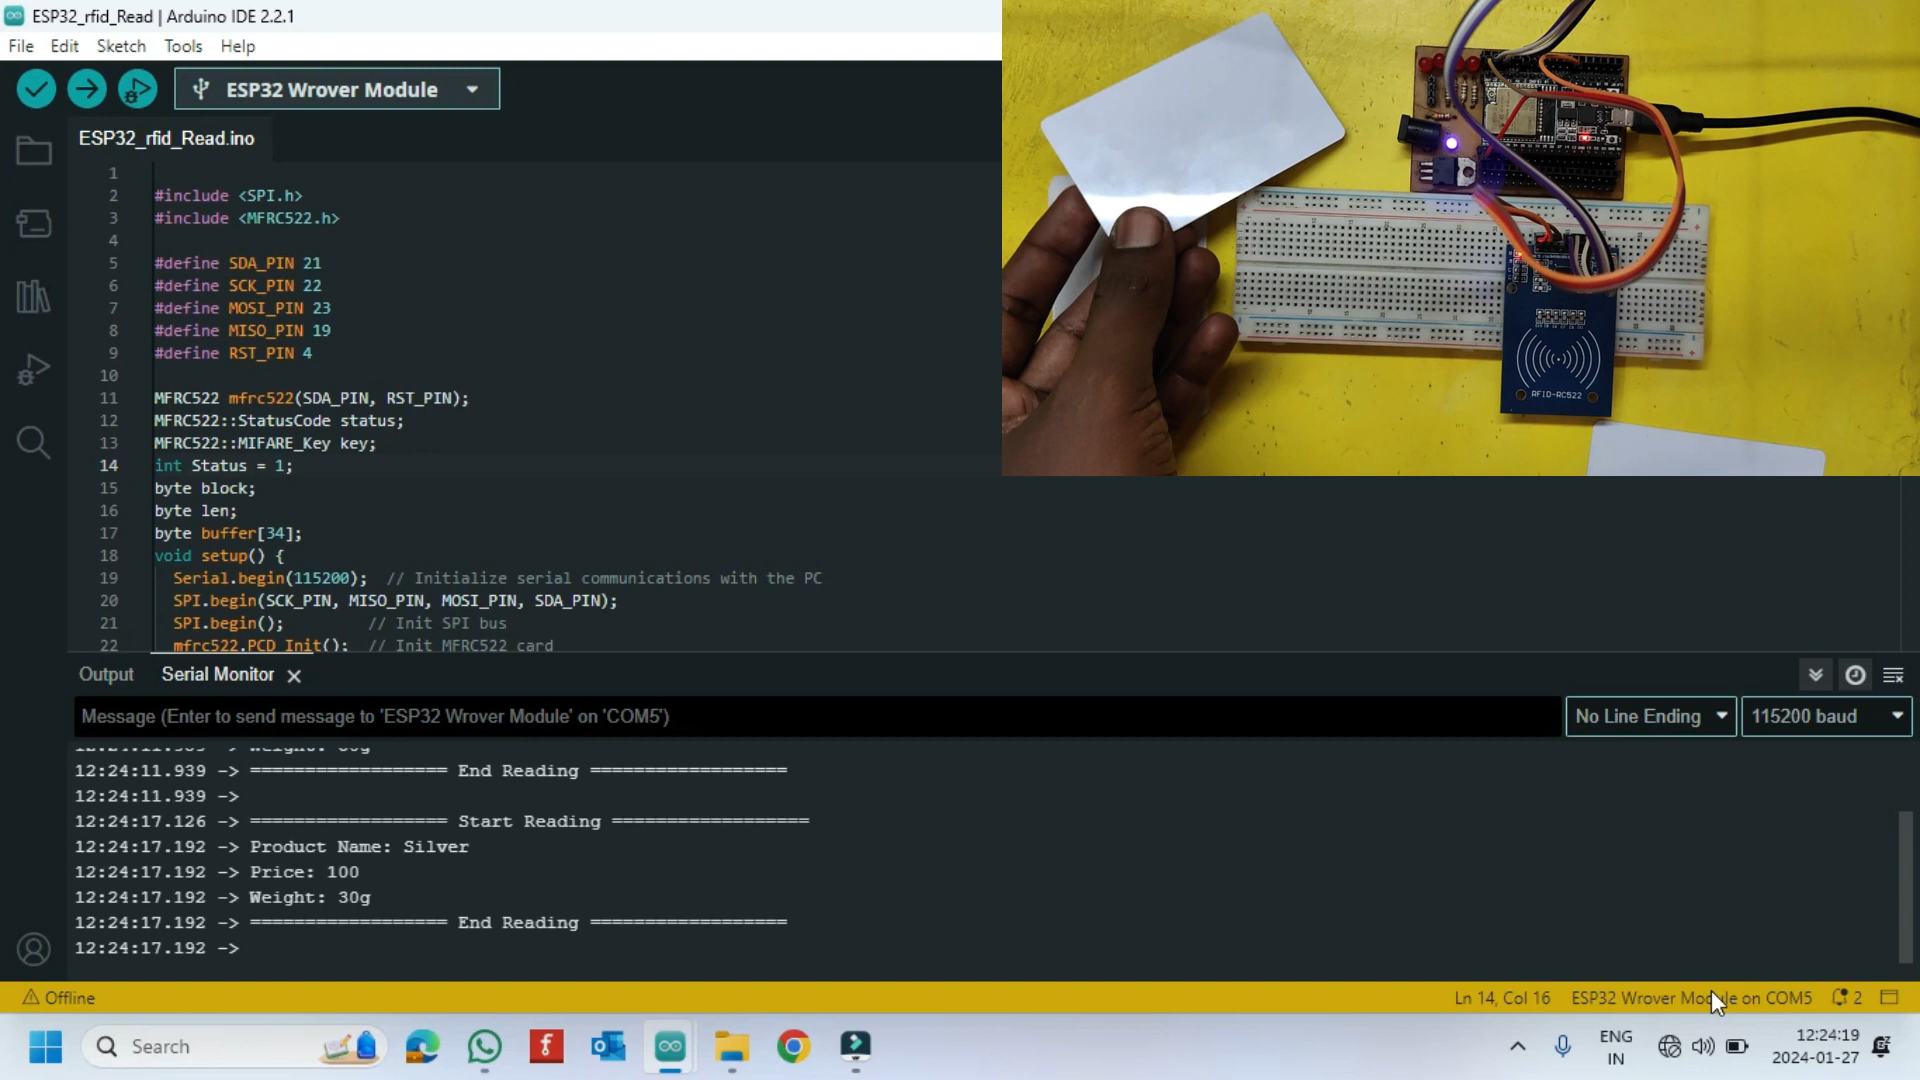 ESP32_rfid_Read | Arduino IDE 2.2.1
File Edit Sketch Tools Help
ESP32 Wrover Module
ESP32_rfid_Read.ino
1
2 #include <SPI.h>
3 #include <MFRC522.h>
4
5 #define SDA_PIN 21
6 #define SCK_PIN 22
7 #define MOSI_PIN 23
8 #define MISO_PIN 19
9 #define RST_PIN 4
10
11 MFRC522 mfrc522(SDA_PIN, RST_PIN);
12 MFRC522::StatusCode status;
13 MFRC522::MIFARE_Key key;
14 int Status = 1;
15 byte block;
16 byte len;
17 byte buffer[34];
18 void setup() {
19 Serial.begin(115200); // Initialize serial communications with the PC
20 SPI.begin(SCK_PIN, MISO_PIN, MOSI_PIN, SDA_PIN);
21 SPI.begin(); // Init SPI bus
22 mfrc522.PCD_Init(); // Init MFRC522 card
RFID-RC522
Output Serial Monitor
Message (Enter to send message to 'ESP32 Wrover Module' on 'COM5')
No Line Ending
115200 baud
12:24:11.939 -> ================== End Reading ==================
12:24:11.939 ->
12:24:17.126 -> ================== Start Reading ==================
12:24:17.192 -> Product Name: Silver
12:24:17.192 -> Price: 100
12:24:17.192 -> Weight: 30g
12:24:17.192 -> ================== End Reading ==================
12:24:17.192 ->
Offline
Ln 14, Col 16 ESP32 Wrover Module on COM5 2
Search
ENG
IN
12:24:19
2024-01-27